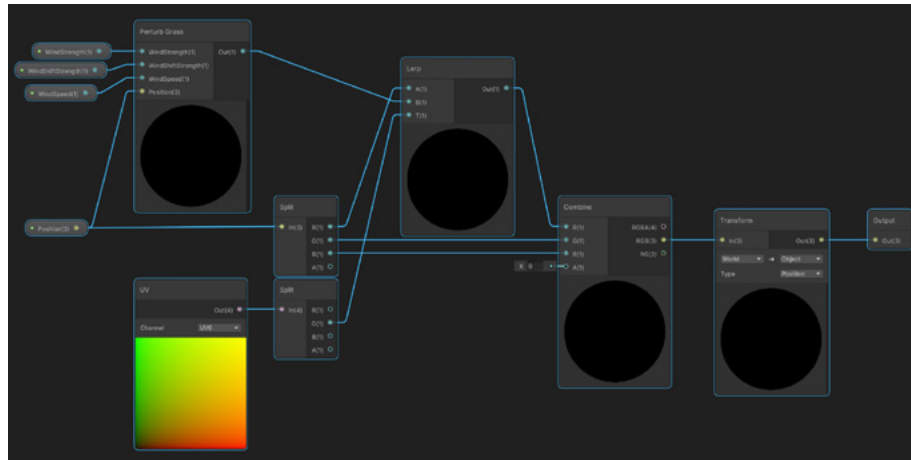 Perturb Grass
WindStrength(1)
WindShiftStrength(1)
WindSpeed(1)
WindStrength(1)
WindShiftStrength(1)
WindSpeed(1)
Position(3)
Out(1)
Position(3)
Lerp
A(1)
B(1)
T(1)
Out(1)
Split
In(3)
R(1)
G(1)
B(1)
A(1)
UV
Out(4)
Channel
UV0
Split
In(4)
R(1)
G(1)
B(1)
A(1)
Combine
R(1)
G(1)
B(1)
A(1)
X 0
RGBA(4)
RGB(3)
RG(2)
Transform
In(3)
Out(3)
World
Object
Type
Position
Output
Out(3)